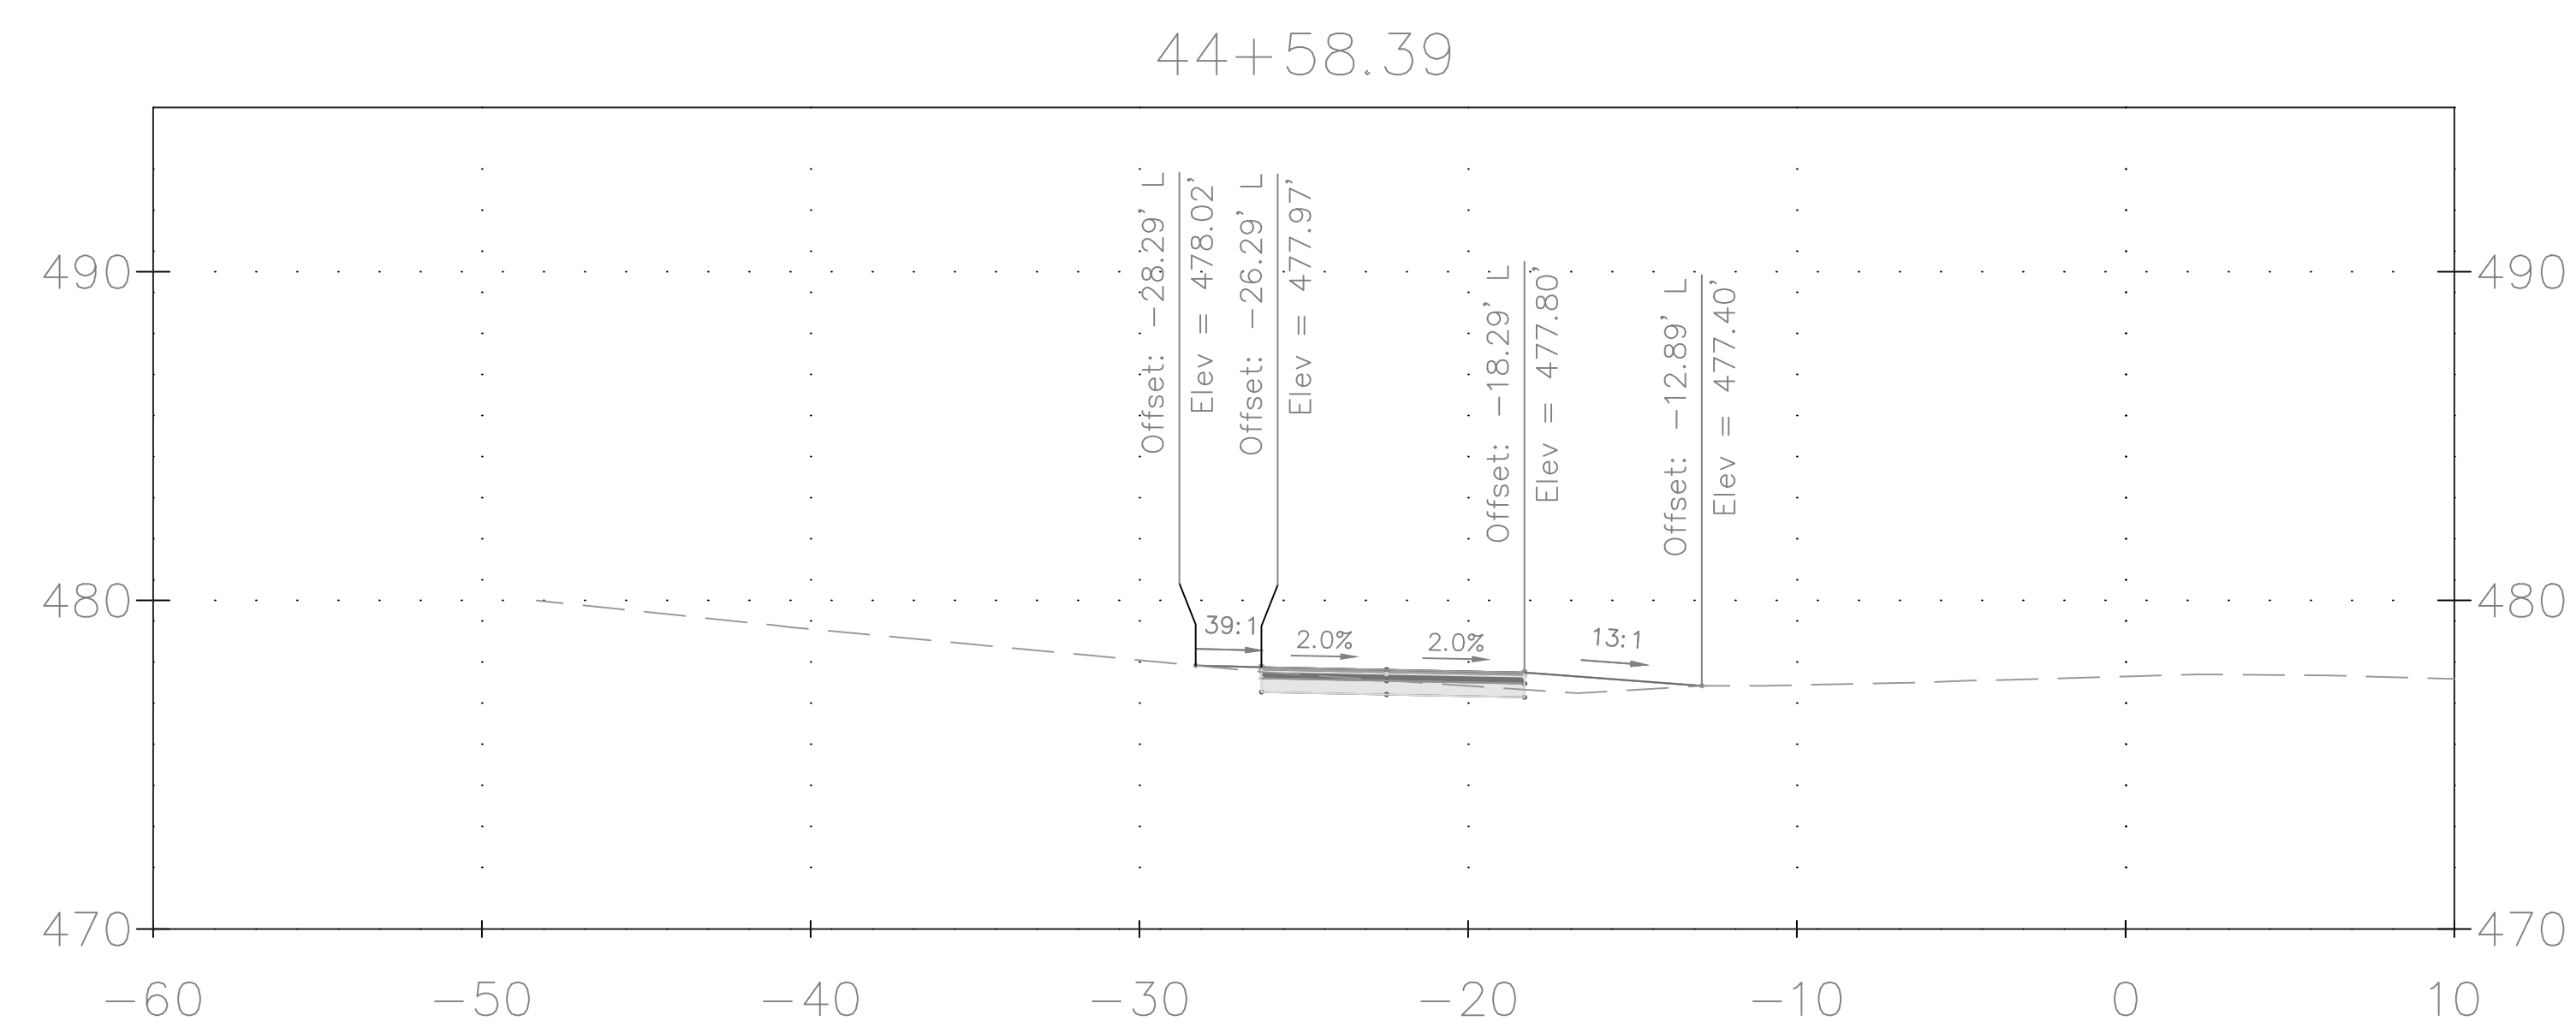 44+58.39
Offset: -28.29' L
Elev = 478.02'
Offset: -26.29' L
Elev = 477.97'
Offset: -18.29' L
Elev = 477.80'
Offset: -12.89' L
Elev = 477.40'
490
490
480
480
39:1
2.0%
2.0%
13:1
470
470
-60
-50
-40
-30
-20
-10
0
10